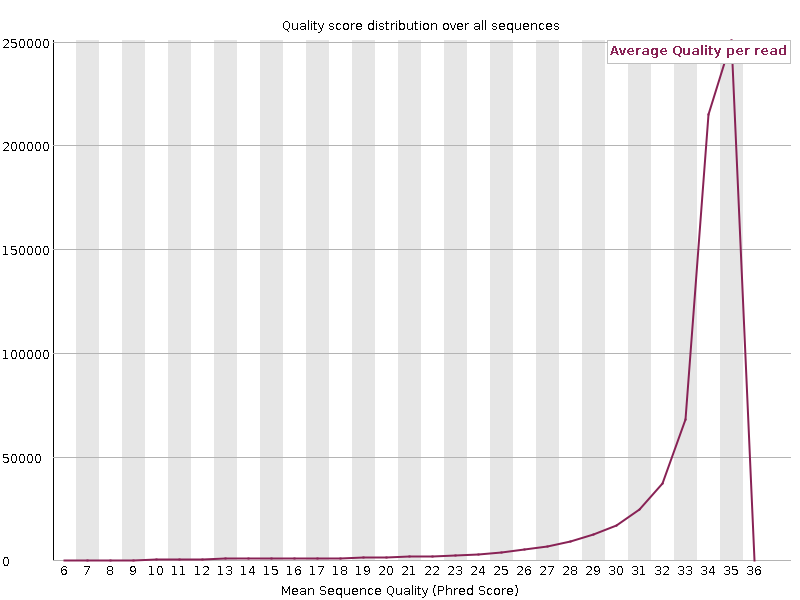 Quality score distribution over all sequences
Average Quality per read
250000
200000
150000
100000
50000
0
6 7 8 9 10 11 12 13 14 15 16 17 18 19 20 21 22 23 24 25 26 27 28 29 30 31 32 33 34 35 36
Mean Sequence Quality (Phred Score)